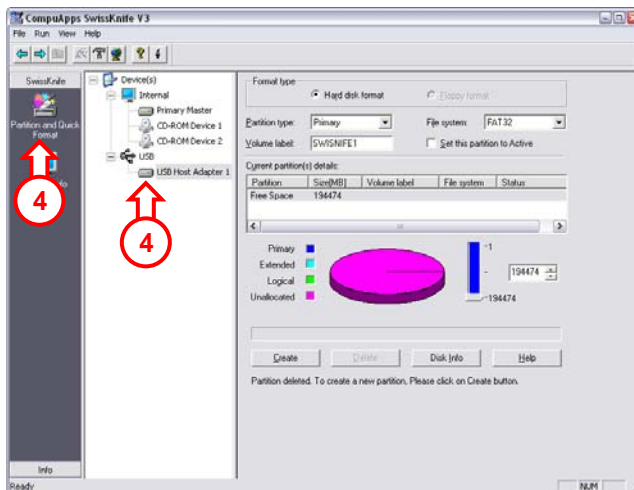 CompuApps SwissKnife V3
File Run View Help
SwissKnife
Partition and Quick
Format
4
Info
Device(s)
Internal
Primary Master
CD-ROM Device 1
CD-ROM Device 2
USB
USB Host Adapter 1
4
Format type
Hard disk format
Floppy format
Partition type: Primary
File system: FAT32
Volume label: SWISNIFE1
Set this partition to Active
Current partition(s) details:
Partition Size[MB] Volume label File system Status
Free Space 194474
Primary
Extended
Logical
Unallocated
1
194474
194474
Create Delete Disk Info Help
Partition deleted. To create a new partition, Please click on Create button.
Ready
NUM